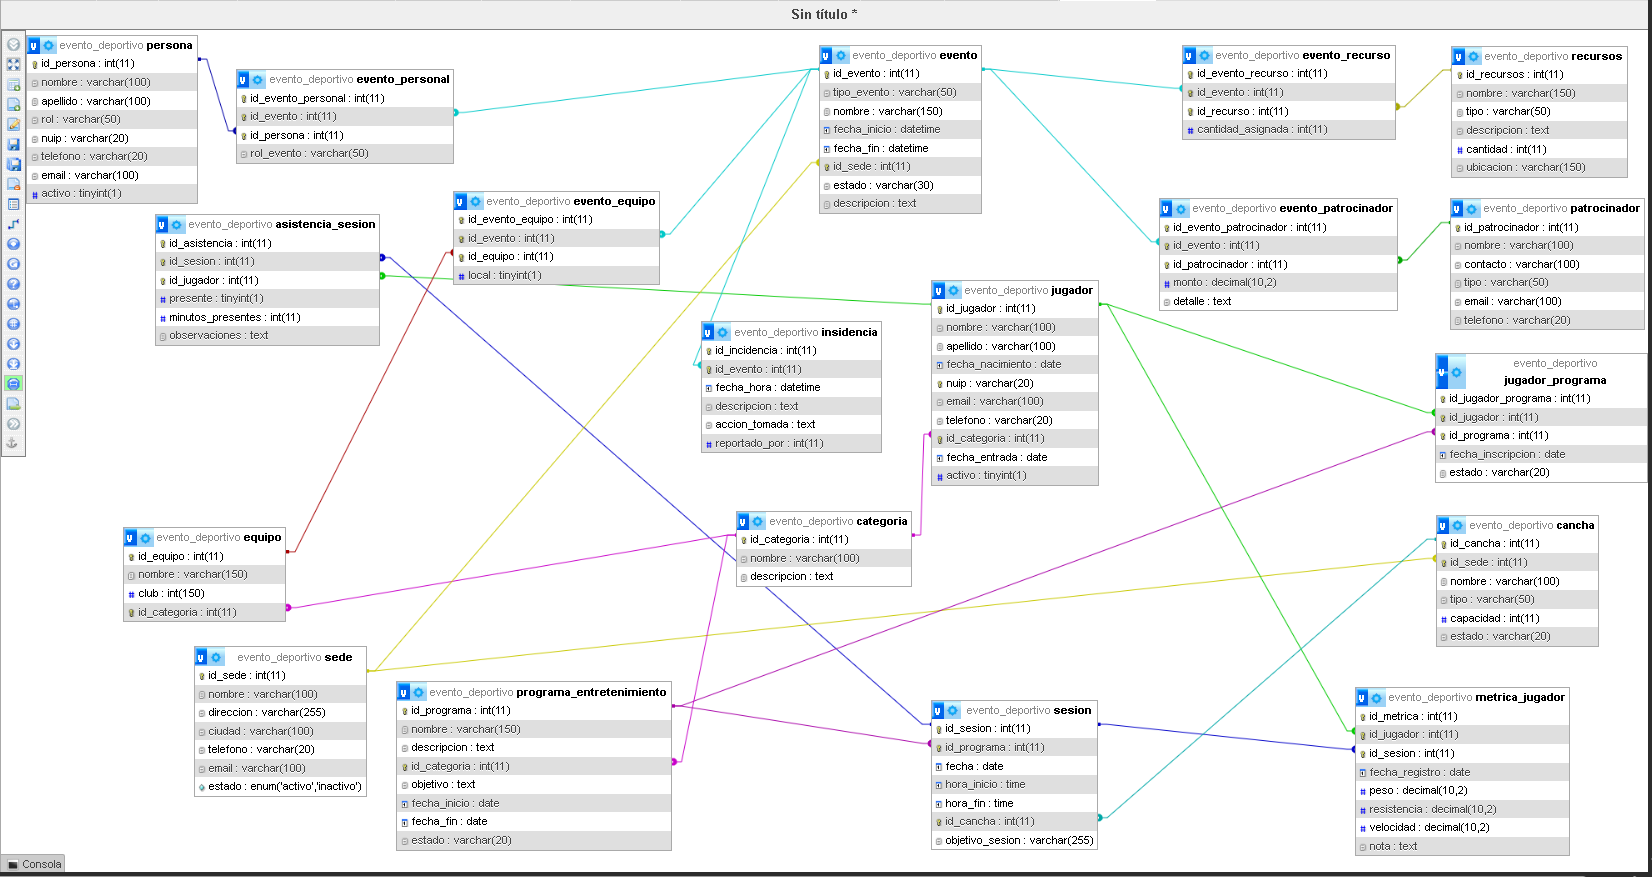 Sin título *
evento_deportivo persona
id_persona : int(11)
nombre : varchar(100)
apellido : varchar(100)
rol : varchar(50)
nuip : varchar(20)
telefono : varchar(20)
email : varchar(100)
activo : tinyint(1)
evento_deportivo evento_personal
id_evento_personal : int(11)
id_evento : int(11)
id_persona : int(11)
rol_evento : varchar(50)
evento_deportivo evento
id_evento : int(11)
tipo_evento : varchar(50)
nombre : varchar(150)
fecha_inicio : datetime
fecha_fin : datetime
id_sede : int(11)
estado : varchar(30)
descripcion : text
evento_deportivo evento_recurso
id_evento_recurso : int(11)
id_evento : int(11)
id_recurso : int(11)
cantidad_asignada : int(11)
evento_deportivo recursos
id_recursos : int(11)
nombre : varchar(150)
tipo : varchar(50)
descripcion : text
cantidad : int(11)
ubicacion : varchar(150)
evento_deportivo asistencia_sesion
id_asistencia : int(11)
id_sesion : int(11)
id_jugador : int(11)
presente : tinyint(1)
minutos_presentes : int(11)
observaciones : text
evento_deportivo evento_equipo
id_evento_equipo : int(11)
id_evento : int(11)
id_equipo : int(11)
local : tinyint(1)
evento_deportivo evento_patrocinador
id_evento_patrocinador : int(11)
id_evento : int(11)
id_patrocinador : int(11)
monto : decimal(10,2)
detalle : text
evento_deportivo patrocinador
id_patrocinador : int(11)
nombre : varchar(100)
contacto : varchar(100)
tipo : varchar(50)
email : varchar(100)
telefono : varchar(20)
evento_deportivo insidencia
id_incidencia : int(11)
id_evento : int(11)
fecha_hora : datetime
descripcion : text
accion_tomada : text
reportado_por : int(11)
evento_deportivo jugador
id_jugador : int(11)
nombre : varchar(100)
apellido : varchar(100)
fecha_nacimiento : date
nuip : varchar(20)
email : varchar(100)
telefono : varchar(20)
id_categoria : int(11)
fecha_entrada : date
activo : tinyint(1)
evento_deportivo
jugador_programa
id_jugador_programa : int(11)
id_jugador : int(11)
id_programa : int(11)
fecha_inscripcion : date
estado : varchar(20)
evento_deportivo equipo
id_equipo : int(11)
nombre : varchar(150)
club : int(150)
id_categoria : int(11)
evento_deportivo categoria
id_categoria : int(11)
nombre : varchar(100)
descripcion : text
evento_deportivo cancha
id_cancha : int(11)
id_sede : int(11)
nombre : varchar(100)
tipo : varchar(50)
capacidad : int(11)
estado : varchar(20)
evento_deportivo sede
id_sede : int(11)
nombre : varchar(100)
direccion : varchar(255)
ciudad : varchar(100)
telefono : varchar(20)
email : varchar(100)
estado : enum('activo','inactivo')
evento_deportivo programa_entretenimiento
id_programa : int(11)
nombre : varchar(150)
descripcion : text
id_categoria : int(11)
objetivo : text
fecha_inicio : date
fecha_fin : date
estado : varchar(20)
evento_deportivo sesion
id_sesion : int(11)
id_programa : int(11)
fecha : date
hora_inicio : time
hora_fin : time
id_cancha : int(11)
objetivo_sesion : varchar(255)
evento_deportivo metrica_jugador
id_metrica : int(11)
id_jugador : int(11)
id_sesion : int(11)
fecha_registro : date
peso : decimal(10,2)
resistencia : decimal(10,2)
velocidad : decimal(10,2)
nota : text
Consola